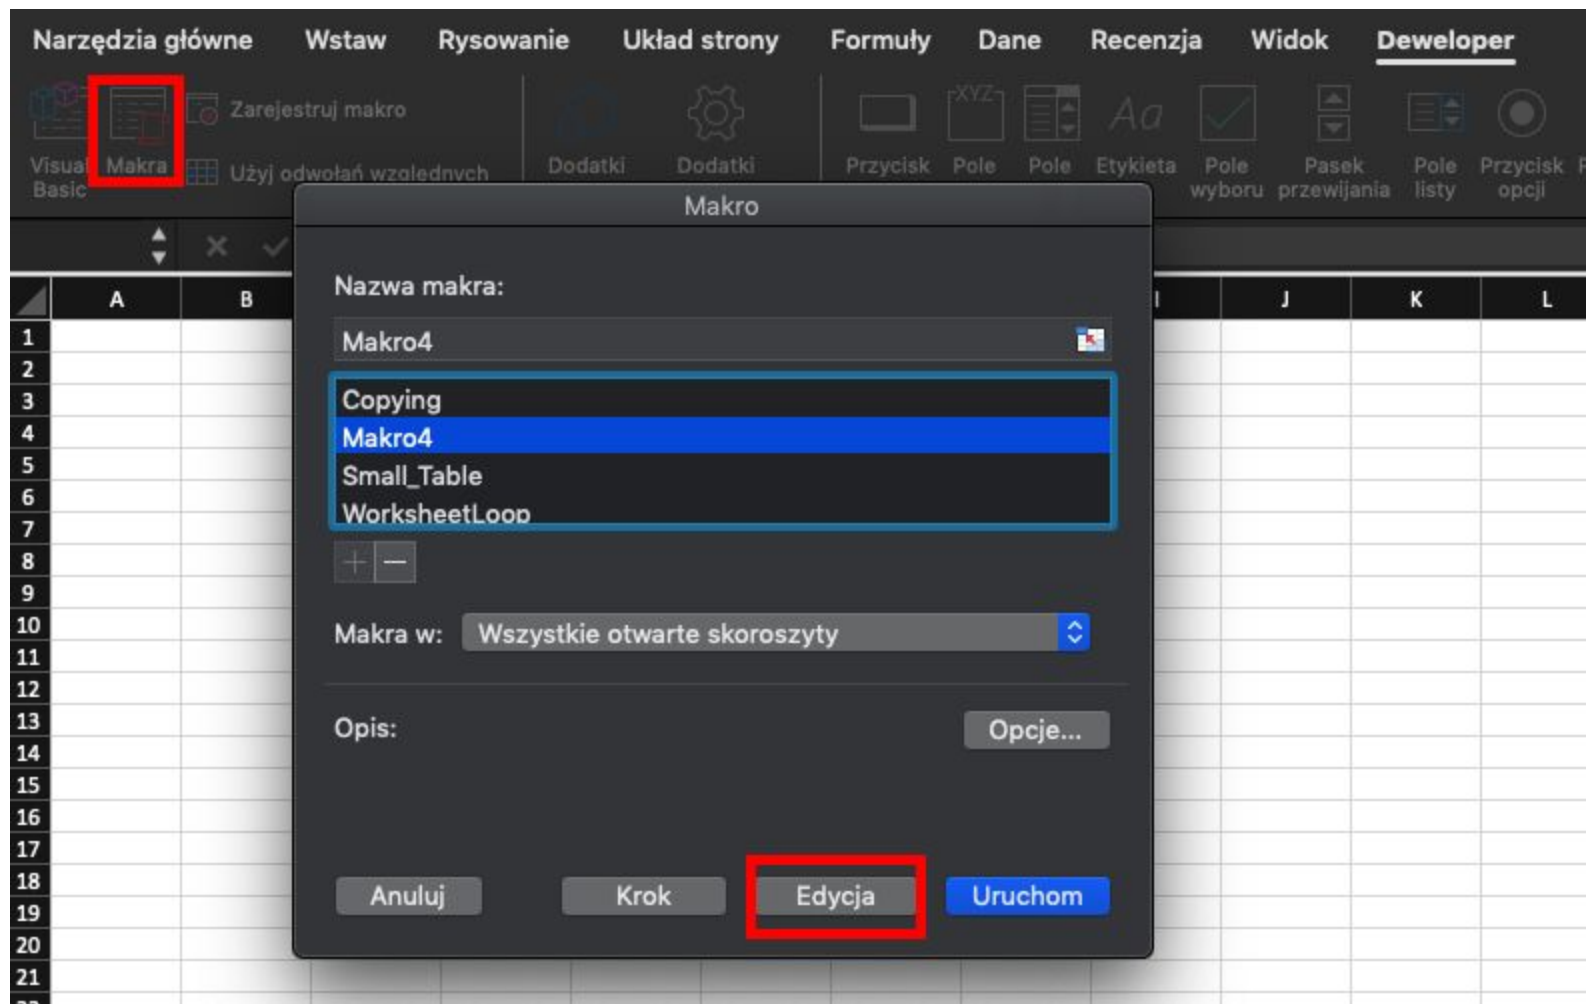 Narzędzia główne Wstaw Rysowanie Układ strony Formuły Dane Recenzja Widok Deweloper
Visual Basic
Makra
Zarejestruj makro
Użyj odwołań względnych
Dodatki
Dodatki
Przycisk
Pole
Pole
Etykieta
Pole wyboru
Pasek przewijania
Pole listy
Przycisk opcji
XYZ
Aa
Makro
A B I J K L
Nazwa makra:
Makro4
Copying
Makro4
Small_Table
WorksheetLoop
Makra w: Wszystkie otwarte skoroszyty
Opis:
Opcje...
Anuluj Krok Edycja Uruchom
1
2
3
4
5
6
7
8
9
10
11
12
13
14
15
16
17
18
19
20
21